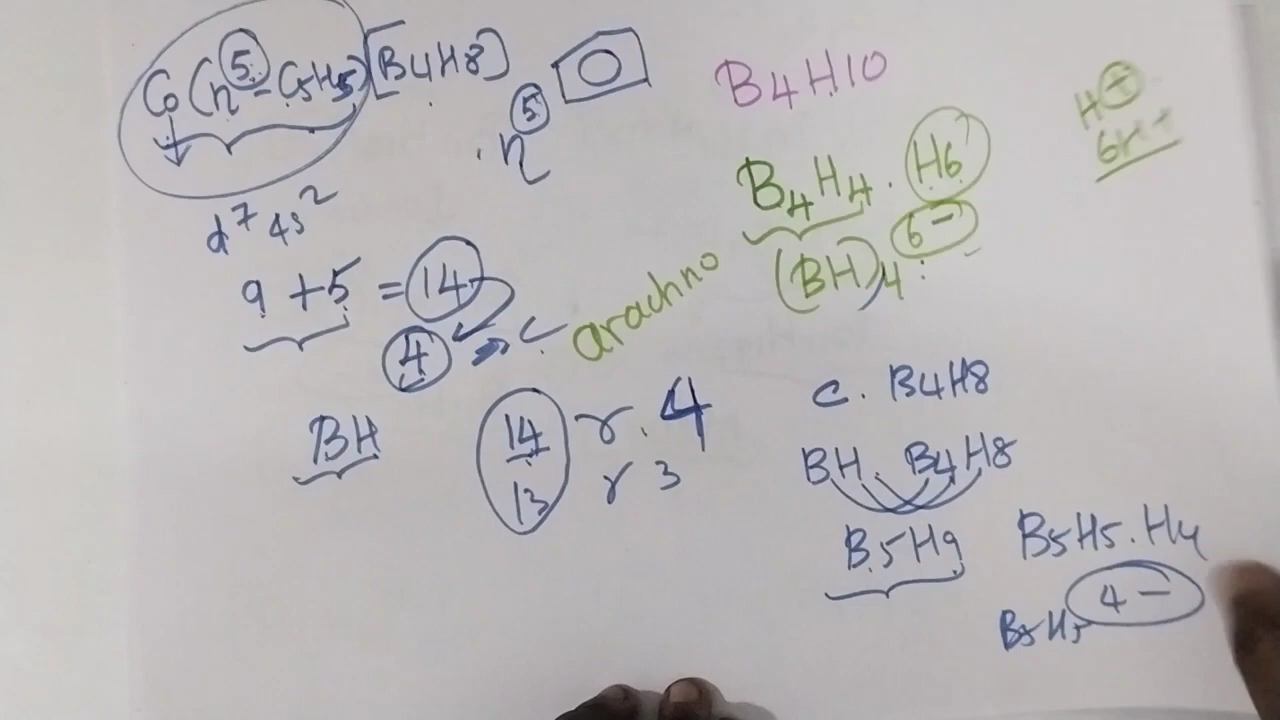 Co(η5-C5H5)[B4H8]
η5
d7 4s2
9 + 5 = 14
4 → C
BH
14 r. 4
13 r 3
B4H10
H+
6H+
B4H4. H6
(BH)4 6-
arachno
C. B4H8
BH. B4H8
B5H9
B5H5. H4
B5H5 4-